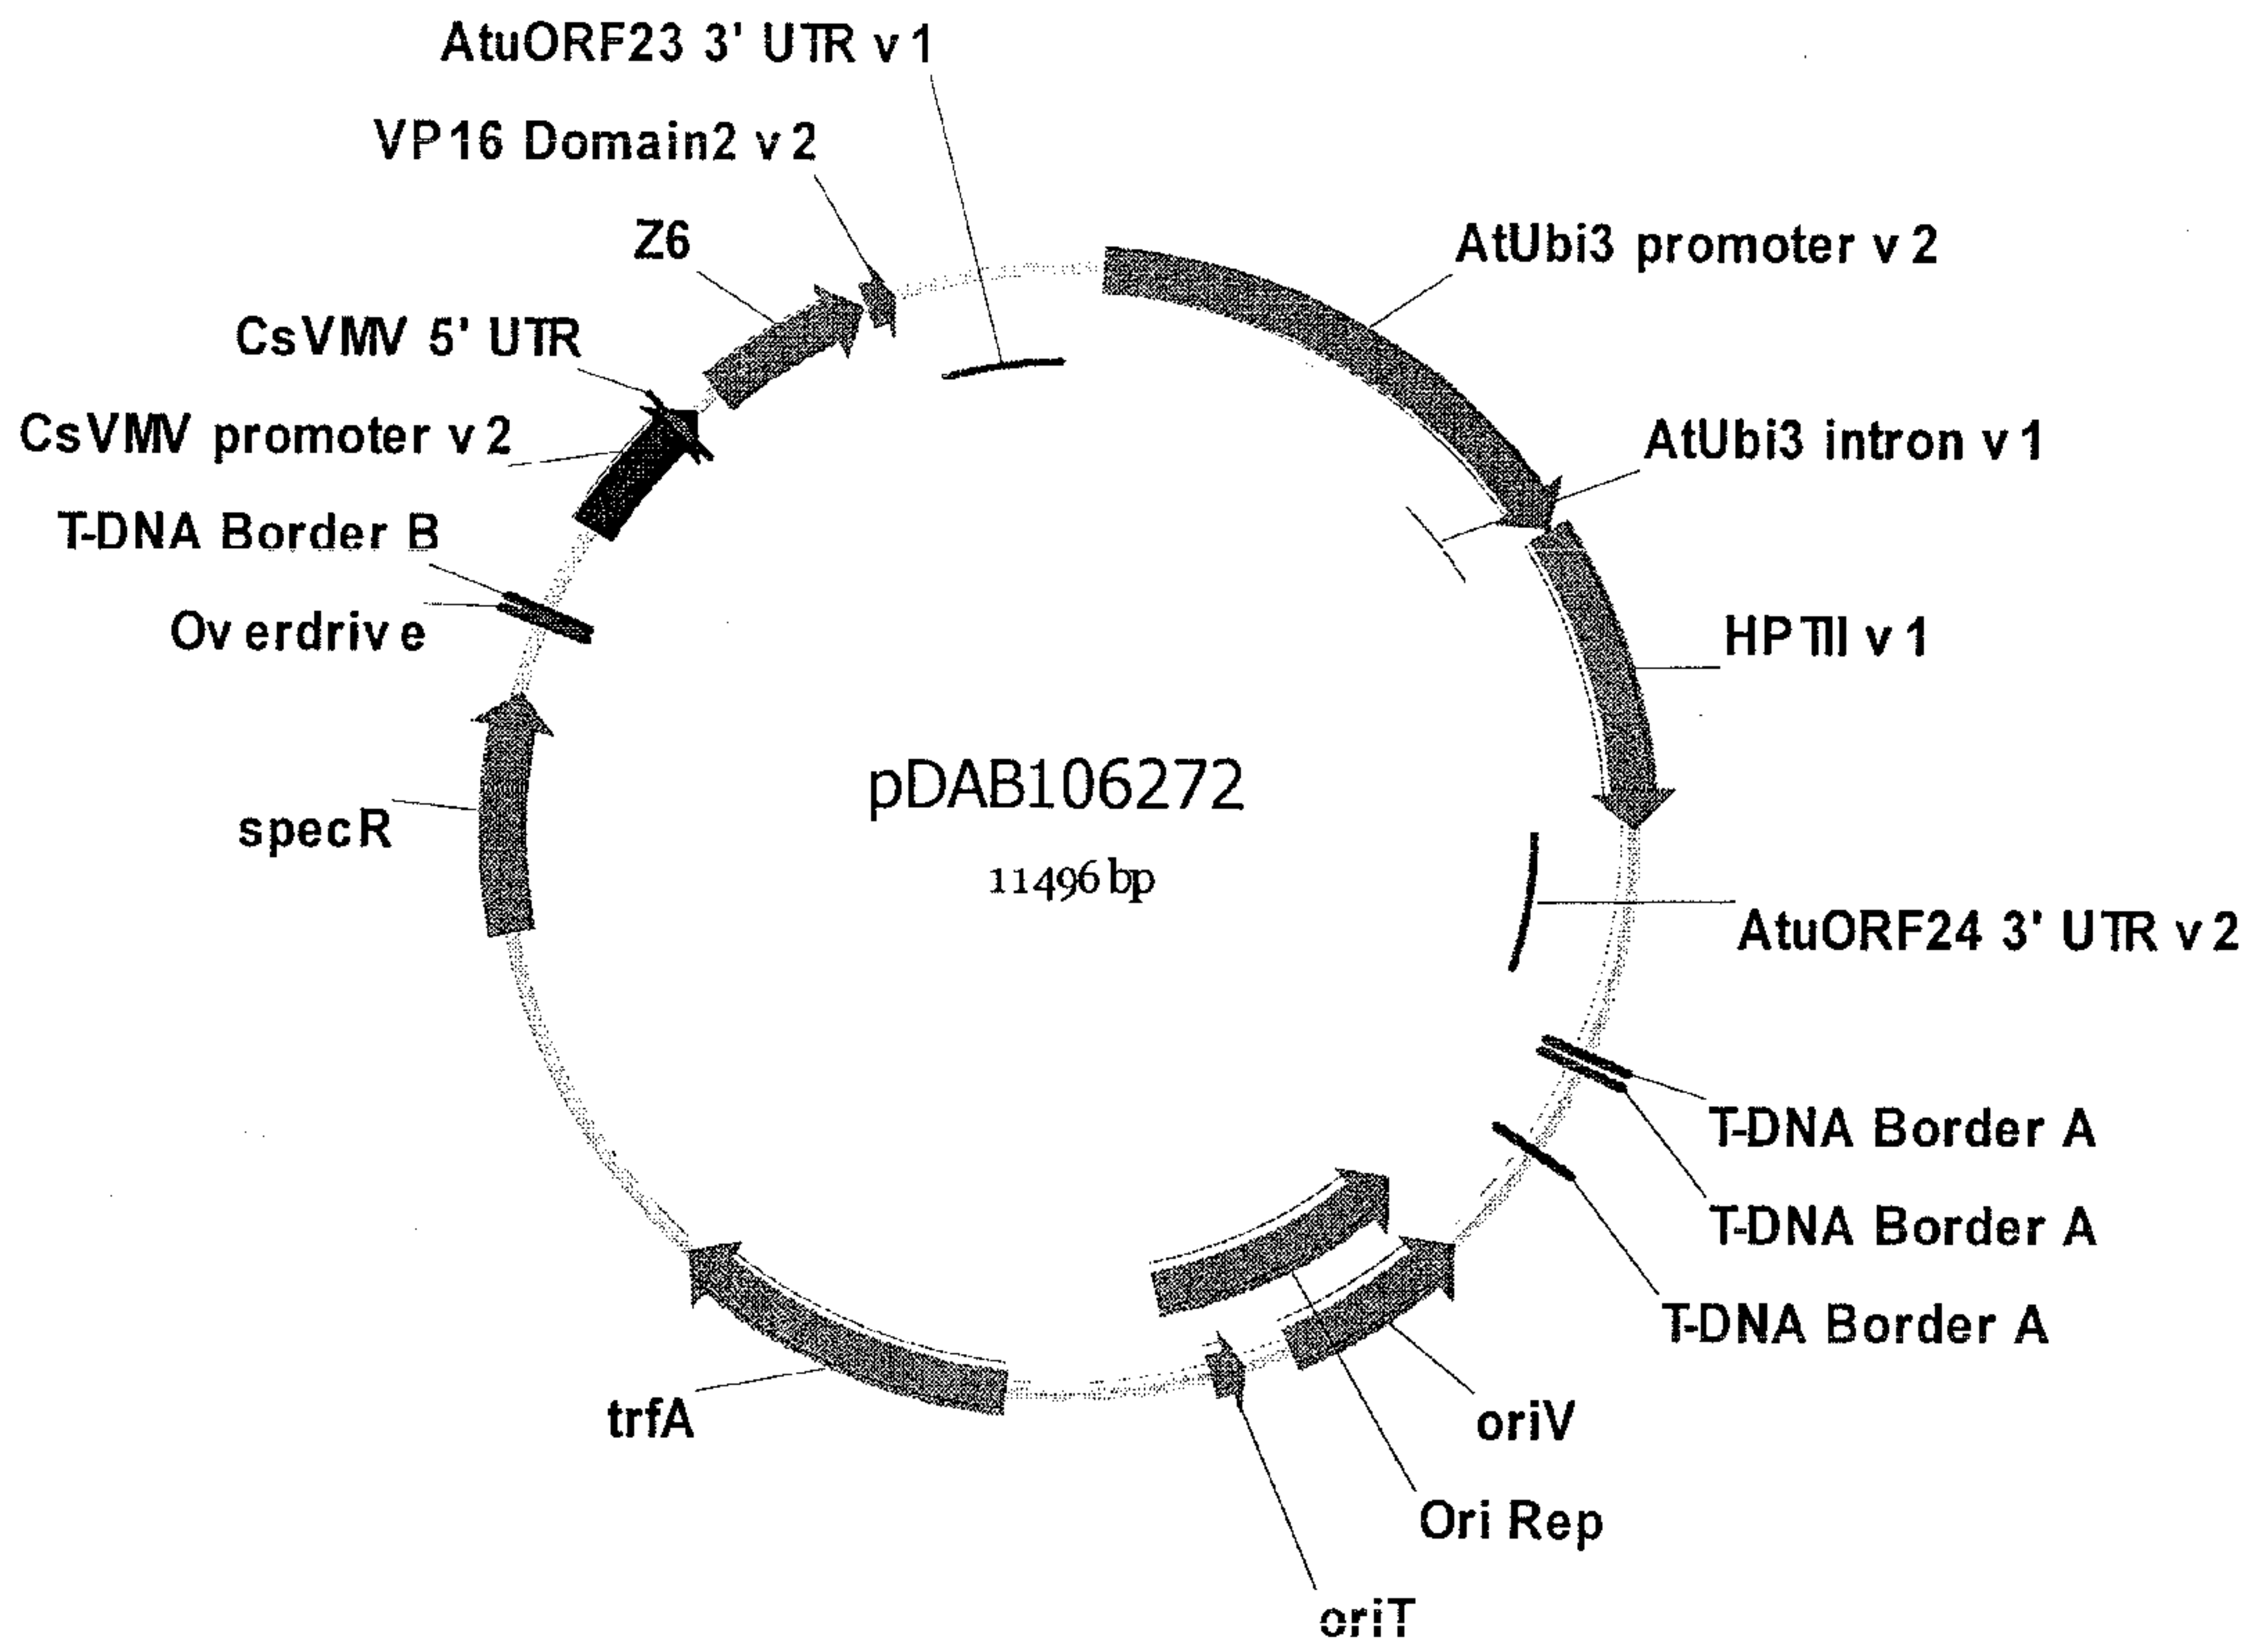 AtuORF23 3' UTR v1
VP16 Domain2 v2
Z6
CsVMV 5' UTR
CsVMV promoter v2
T-DNA Border B
Overdrive
specR
trfA
AtUbi3 promoter v2
AtUbi3 intron v1
HPTII v1
AtuORF24 3' UTR v2
T-DNA Border A
T-DNA Border A
T-DNA Border A
oriV
Ori Rep
oriT
pDAB106272
11496 bp